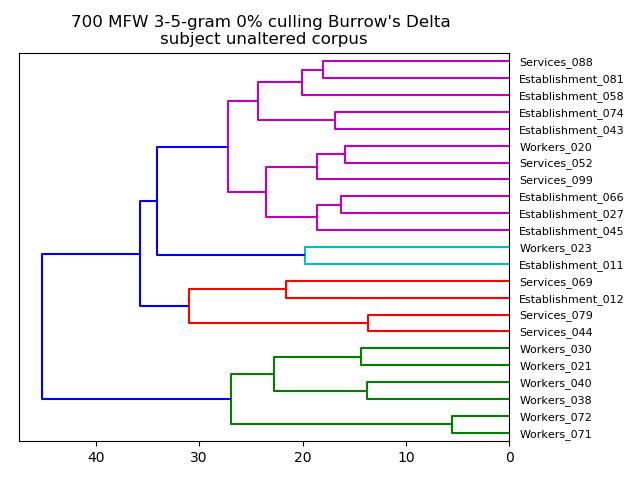 700 MFW 3-5-gram 0% culling Burrow's Delta
subject unaltered corpus
Services_088
Establishment_081
Establishment_058
Establishment_074
Establishment_043
Workers_020
Services_052
Services_099
Establishment_066
Establishment_027
Establishment_045
Workers_023
Establishment_011
Services_069
Establishment_012
Services_079
Services_044
Workers_030
Workers_021
Workers_040
Workers_038
Workers_072
Workers_071
40 30 20 10 0